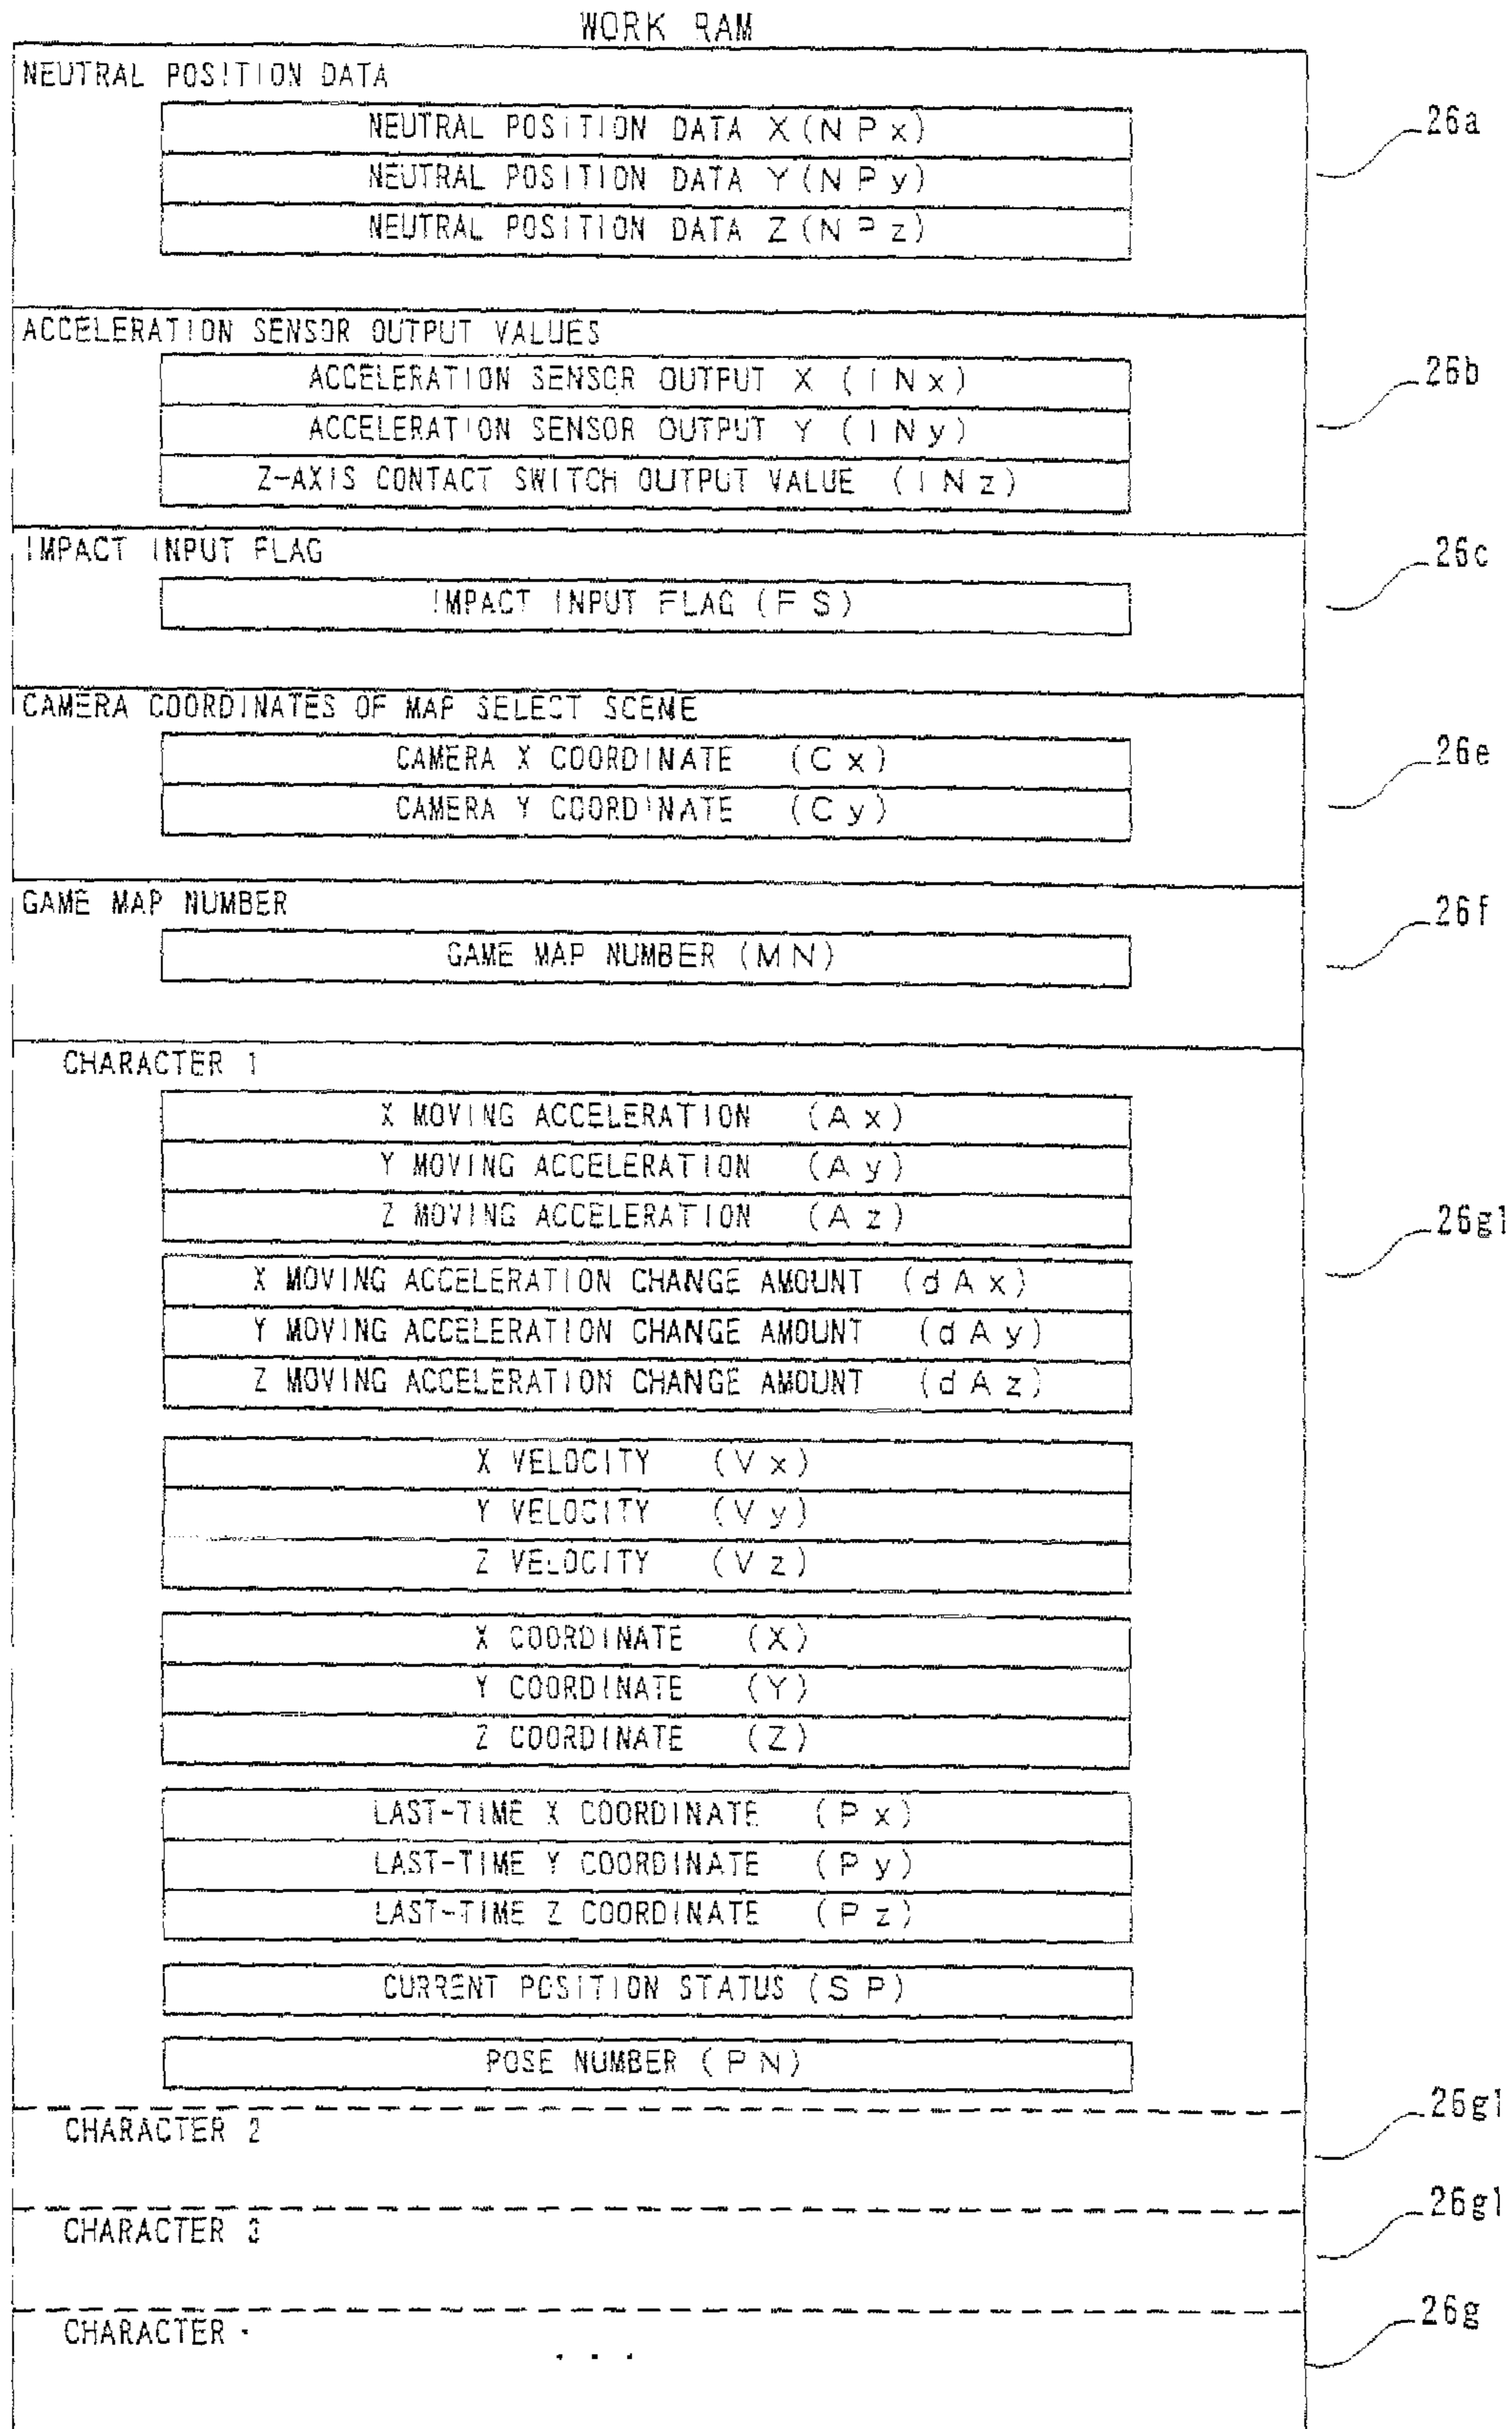 WORK RAM
NEUTRAL POSITION DATA
NEUTRAL POSITION DATA X (NPx)
26a
NEUTRAL POSITION DATA Y (NPy)
NEUTRAL POSITION DATA Z (NPz)
ACCELERATION SENSOR OUTPUT VALUES
ACCELERATION SENSOR OUTPUT X (INx)
26b
ACCELERATION SENSOR OUTPUT Y (INy)
Z-AXIS CONTACT SWITCH OUTPUT VALUE (INz)
IMPACT INPUT FLAG
26c
IMPACT INPUT FLAG (FS)
CAMERA COORDINATES OF MAP SELECT SCENE
CAMERA X COORDINATE (Cx)
26e
CAMERA Y COORDINATE (Cy)
GAME MAP NUMBER
26f
GAME MAP NUMBER (MN)
CHARACTER 1
X MOVING ACCELERATION (Ax)
Y MOVING ACCELERATION (Ay)
Z MOVING ACCELERATION (Az)
26g1
X MOVING ACCELERATION CHANGE AMOUNT (dAx)
Y MOVING ACCELERATION CHANGE AMOUNT (dAy)
Z MOVING ACCELERATION CHANGE AMOUNT (dAz)
X VELOCITY (Vx)
Y VELOCITY (Vy)
Z VELOCITY (Vz)
X COORDINATE (X)
Y COORDINATE (Y)
Z COORDINATE (Z)
LAST-TIME X COORDINATE (Px)
LAST-TIME Y COORDINATE (Py)
LAST-TIME Z COORDINATE (Pz)
CURRENT POSITION STATUS (SP)
POSE NUMBER (PN)
26g1
CHARACTER 2
26g1
CHARACTER 3
26g
CHARACTER ·
. . .